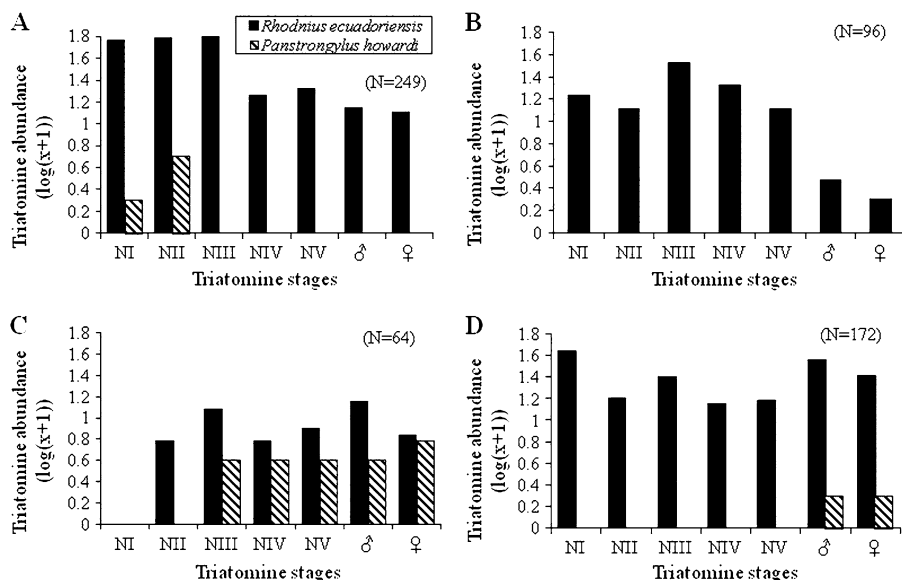 A
Triatomine abundance
(log(x+1))
1.8
1.6
1.4
1.2
1
0.8
0.6
0.4
0.2
0
Rhodnius ecuadoriensis
Panstrongylus howardi
(N=249)
NI NII NIII NIV NV ♂ ♀
Triatomine stages
B
Triatomine abundance
(log(x+1))
1.8
1.6
1.4
1.2
1
0.8
0.6
0.4
0.2
0
(N=96)
NI NII NIII NIV NV ♂ ♀
Triatomine stages
C
Triatomine abundance
(log(x+1))
1.8
1.6
1.4
1.2
1
0.8
0.6
0.4
0.2
0
(N=64)
NI NII NIII NIV NV ♂ ♀
Triatomine stages
D
Triatomine abundance
(log(x+1))
1.8
1.6
1.4
1.2
1
0.8
0.6
0.4
0.2
0
(N=172)
NI NII NIII NIV NV ♂ ♀
Triatomine stages